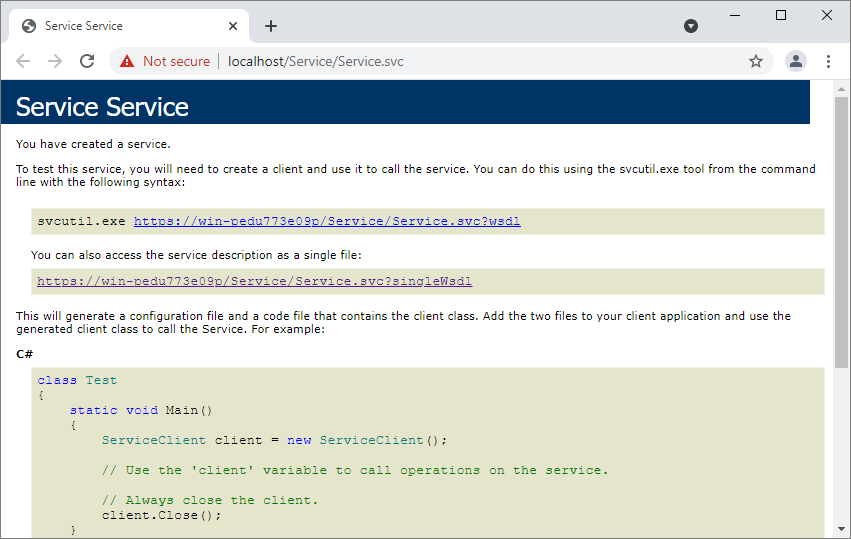 Service Service
Not secure localhost/Service/Service.svc
Service Service
You have created a service.
To test this service, you will need to create a client and use it to call the service. You can do this using the svcutil.exe tool from the command
line with the following syntax:
svcutil.exe https://win-pedu773e09p/Service/Service.svc?wsdl
You can also access the service description as a single file:
https://win-pedu773e09p/Service/Service.svc?singleWsdl
This will generate a configuration file and a code file that contains the client class. Add the two files to your client application and use the
generated client class to call the Service. For example:
C#
class Test
{
    static void Main()
    {
        ServiceClient client = new ServiceClient();
        // Use the 'client' variable to call operations on the service.
        // Always close the client.
        client.Close();
    }